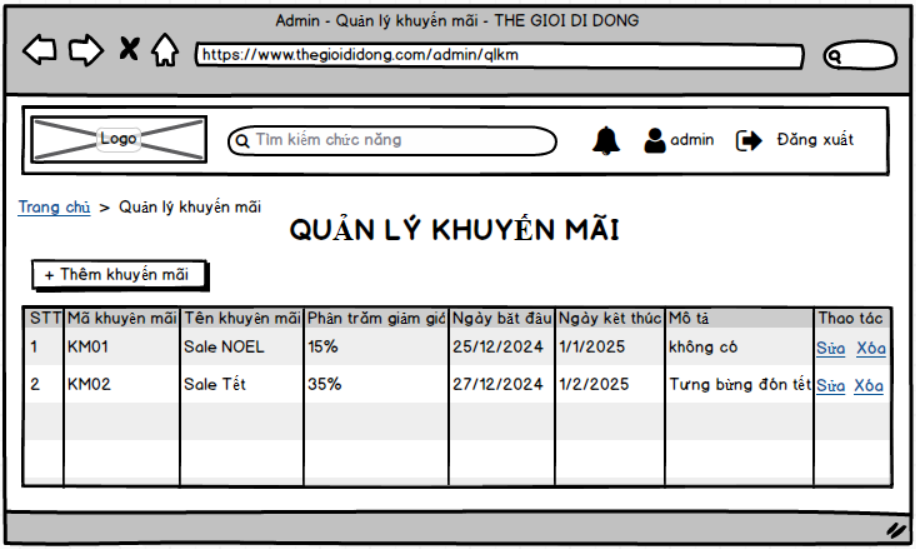 Admin - Quản lý khuyến mãi - THE GIOI DI DONG
https://www.thegioididong.com/admin/qlkm
Logo
Tìm kiếm chức năng
admin
Đăng xuất
Trang chủ > Quản lý khuyến mãi
QUẢN LÝ KHUYẾN MÃI
+ Thêm khuyến mãi
STT Mã khuyến mãi Tên khuyến mãi Phần trăm giảm giá Ngày bắt đầu Ngày kết thúc Mô tả Thao tác
1 KM01 Sale NOEL 15% 25/12/2024 1/1/2025 không có Sửa Xóa
2 KM02 Sale Tết 35% 27/12/2024 1/2/2025 Tưng bừng đón tết Sửa Xóa